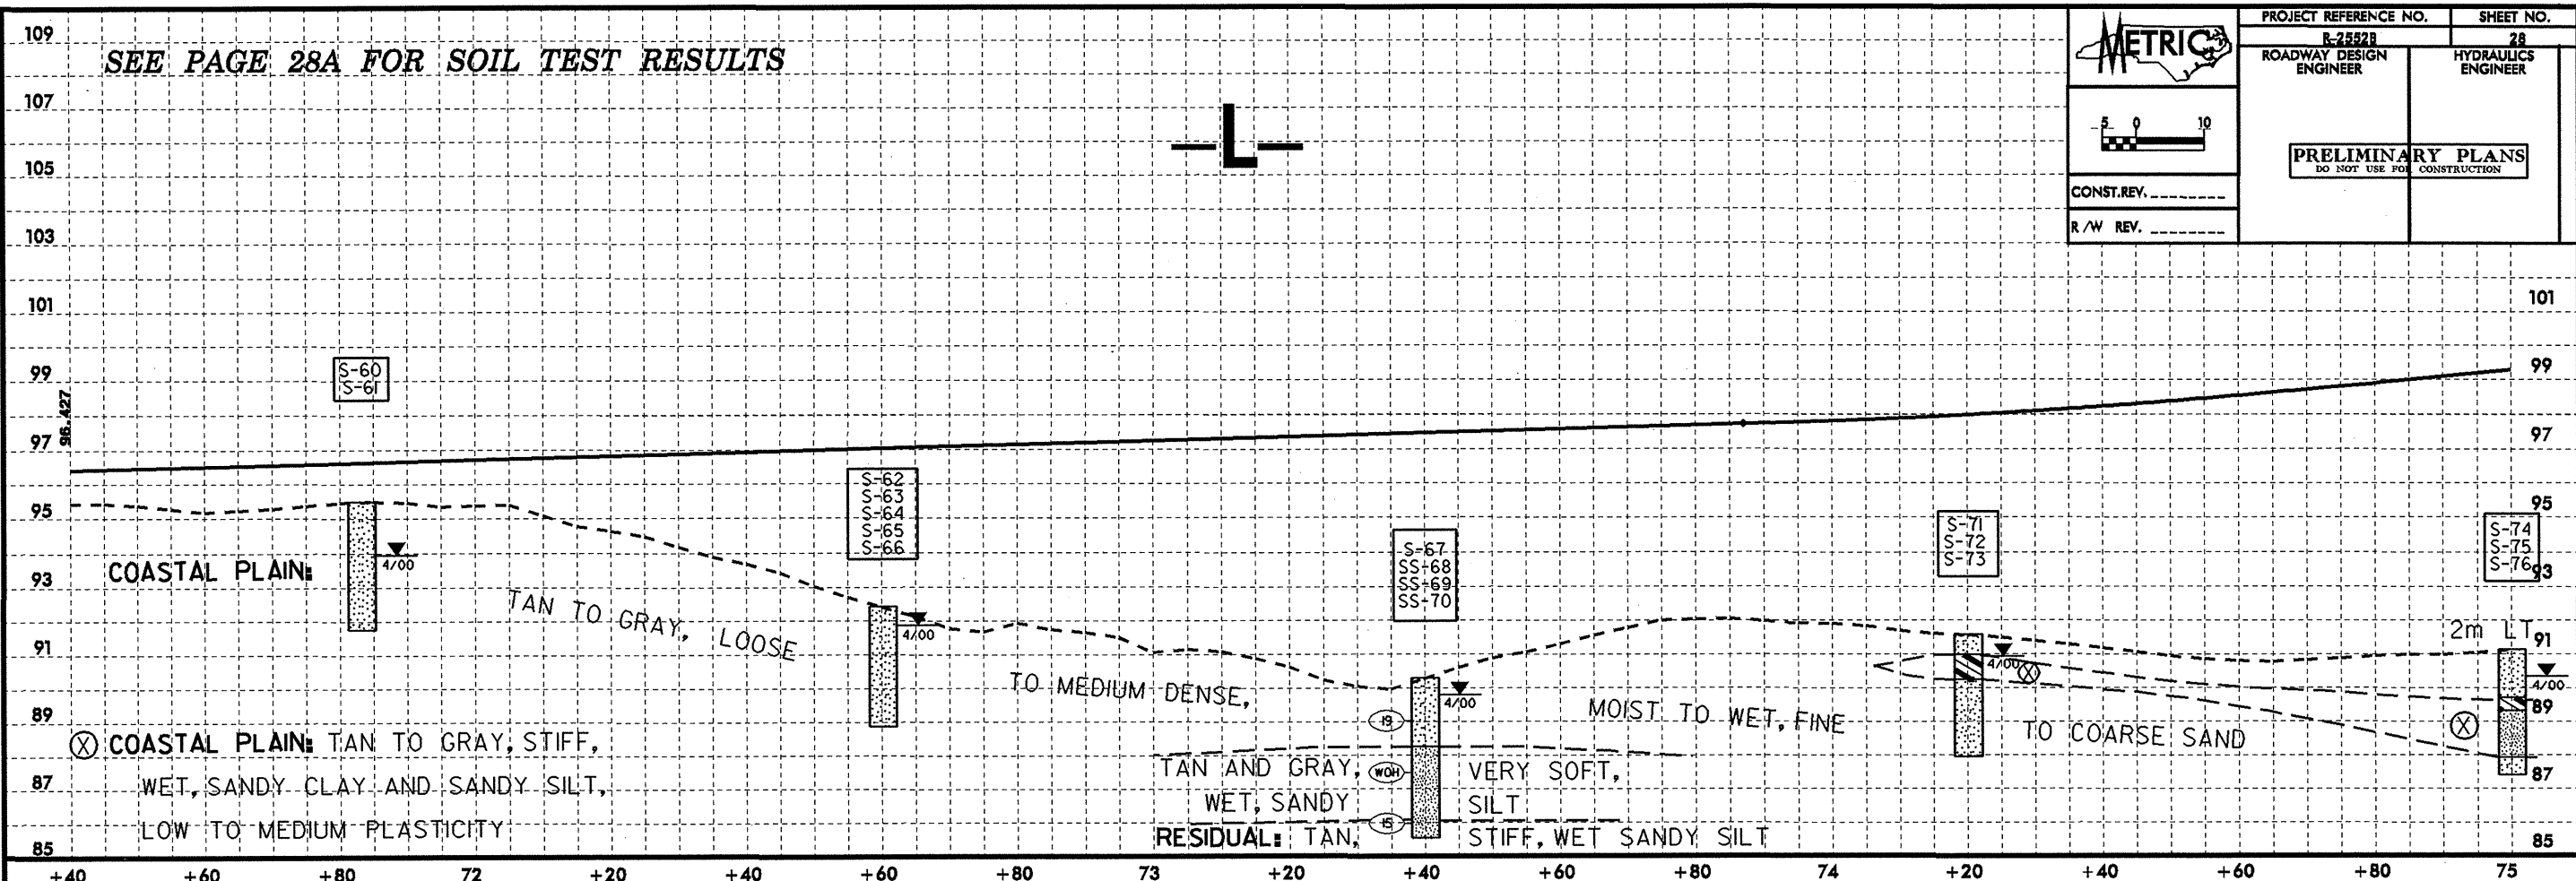 SEE PAGE 28A FOR SOIL TEST RESULTS
METRIC
PROJECT REFERENCE NO.
SHEET NO.
R-2552B
28
ROADWAY DESIGN
ENGINEER
HYDRAULICS
ENGINEER
5 0 10
PRELIMINARY PLANS
DO NOT USE FOR CONSTRUCTION
CONST.REV.
R/W REV.
L
109
107
105
103
101
99
97
95
93
91
89
87
85
101
99
97
95
93
91
89
87
85
96.427
S-60
S-61
4/00
S-62
S-63
S-64
S-65
S-66
4/00
S-67
SS-68
SS-69
SS-70
4/00
S-71
S-72
S-73
4/00
X
S-74
S-75
S-76
2m LT
4/00
X
COASTAL PLAIN:
TAN TO GRAY, LOOSE
TO MEDIUM DENSE,
MOIST TO WET, FINE
TO COARSE SAND
X COASTAL PLAIN: TAN TO GRAY, STIFF,
WET, SANDY CLAY AND SANDY SILT,
LOW TO MEDIUM PLASTICITY
19
TAN AND GRAY, WOH VERY SOFT,
WET, SANDY SILT
15
RESIDUAL: TAN, STIFF, WET SANDY SILT
+40 +60 +80 72 +20 +40 +60 +80 73 +20 +40 +60 +80 74 +20 +40 +60 +80 75